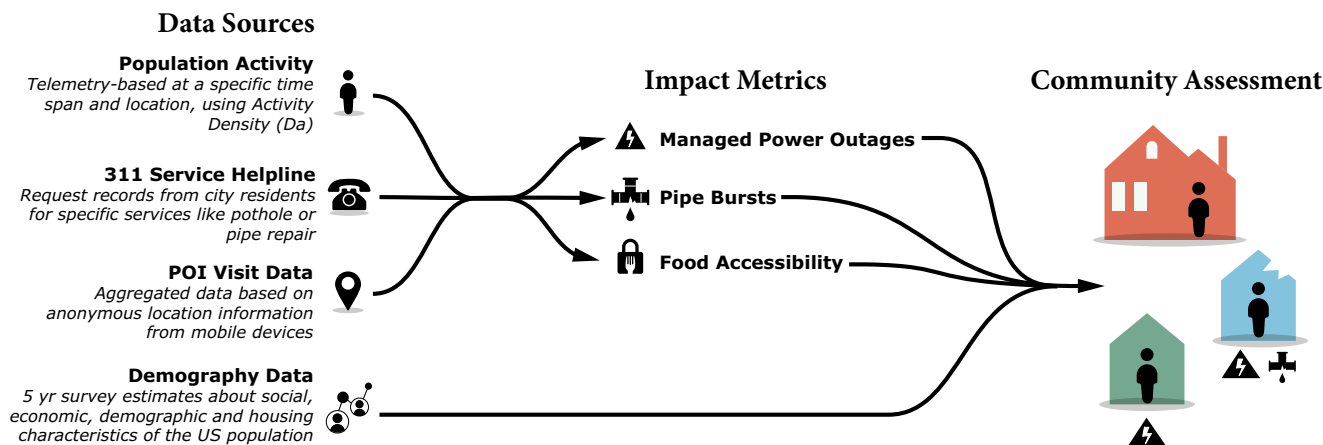 Data Sources
Population Activity
Telemetry-based at a specific time
span and location, using Activity
Density (Da)
311 Service Helpline
Request records from city residents
for specific services like pothole or
pipe repair
POI Visit Data
Aggregated data based on
anonymous location information
from mobile devices
Demography Data
5 yr survey estimates about social,
economic, demographic and housing
characteristics of the US population
Impact Metrics
Managed Power Outages
Pipe Bursts
Food Accessibility
Community Assessment